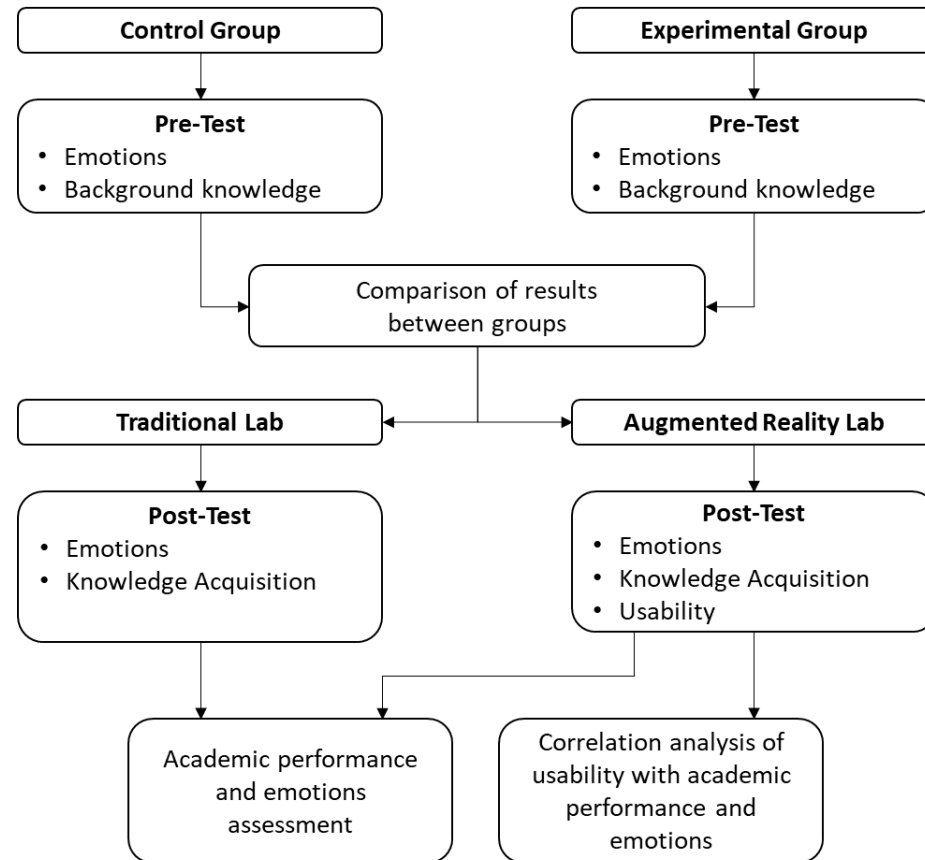 Control Group
Experimental Group
Pre-Test
• Emotions
• Background knowledge
Pre-Test
• Emotions
• Background knowledge
Comparison of results
between groups
Traditional Lab
Augmented Reality Lab
Post-Test
• Emotions
• Knowledge Acquisition
Post-Test
• Emotions
• Knowledge Acquisition
• Usability
Academic performance
and emotions
assessment
Correlation analysis of
usability with academic
performance and
emotions